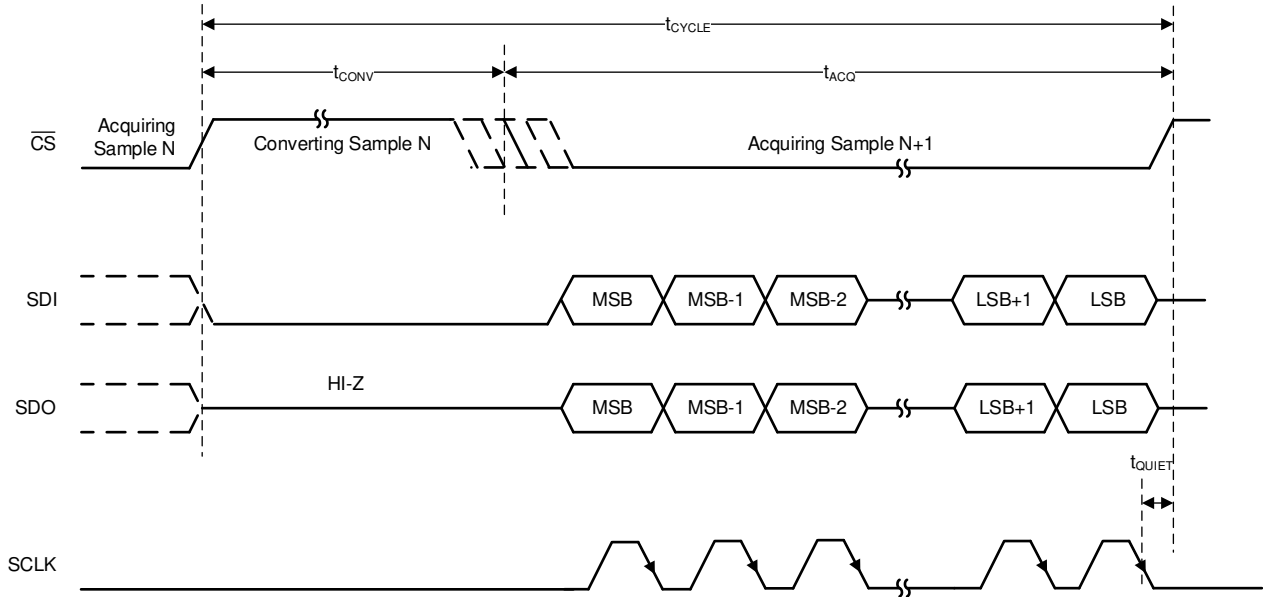 tCYCLE
tCONV
tACQ
CS
Acquiring
Sample N
Converting Sample N
Acquiring Sample N+1
SDI
MSB
MSB-1
MSB-2
LSB+1
LSB
HI-Z
SDO
MSB
MSB-1
MSB-2
LSB+1
LSB
tQUIET
SCLK